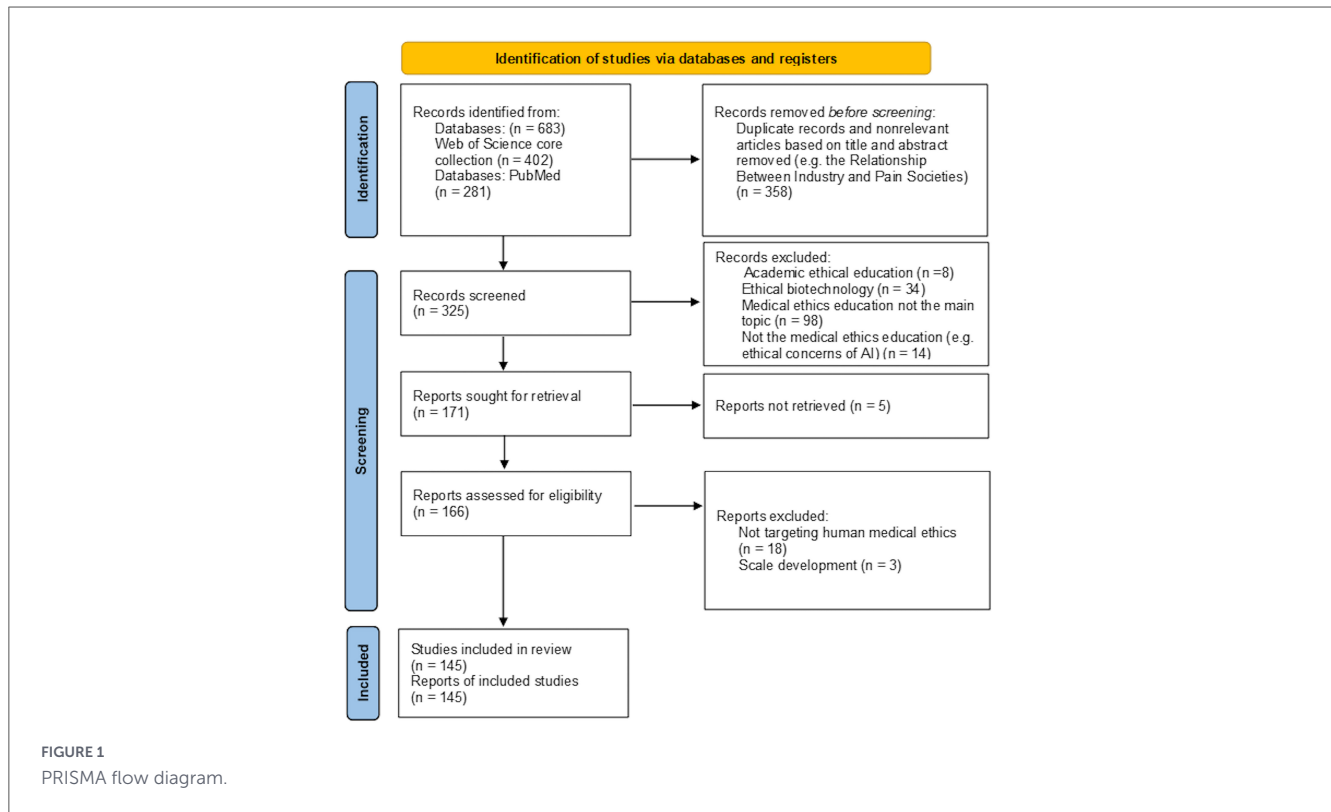 Identification of studies via databases and registers
Identification
Records identified from:
Databases: (n = 683)
Web of Science core
collection (n = 402)
Databases: PubMed
(n = 281)
Records removed before screening:
Duplicate records and nonrelevant
articles based on title and abstract
removed (e.g. the Relationship
Between Industry and Pain Societies)
(n = 358)
Screening
Records screened
(n = 325)
Records excluded:
Academic ethical education (n =8)
Ethical biotechnology (n = 34)
Medical ethics education not the main
topic (n = 98)
Not the medical ethics education (e.g.
ethical concerns of AI) (n = 14)
Reports sought for retrieval
(n = 171)
Reports not retrieved (n = 5)
Reports assessed for eligibility
(n = 166)
Reports excluded:
Not targeting human medical ethics
(n = 18)
Scale development (n = 3)
Included
Studies included in review
(n = 145)
Reports of included studies
(n = 145)
FIGURE 1
PRISMA flow diagram.